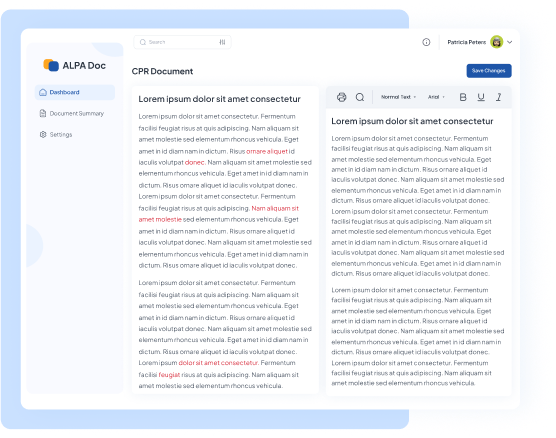 ALPA Doc
Dashboard
Document Summary
Settings
Search
Patricia Peters
CPR Document
Save Changes
Lorem ipsum dolor sit amet consectetur
Lorem ipsum dolor sit amet consectetur. Fermentum
facilisi feugiat risus at quis adipiscing. Nam aliquam sit
amet molestie sed elementum rhoncus vehicula. Eget
amet in id diam nam in dictum. Risus ornare aliquet id
iaculis volutpat donec. Nam aliquam sit amet molestie sed
elementum rhoncus vehicula. Eget amet in id diam nam in
dictum. Risus ornare aliquet id iaculis volutpat donec.
Lorem ipsum dolor sit amet consectetur. Fermentum
facilisi feugiat risus at quis adipiscing. Nam aliquam sit
amet molestie sed elementum rhoncus vehicula. Eget
amet in id diam nam in dictum. Risus ornare aliquet id
iaculis volutpat donec. Nam aliquam sit amet molestie sed
elementum rhoncus vehicula. Eget amet in id diam nam in
dictum. Risus ornare aliquet id iaculis volutpat donec.
Lorem ipsum dolor sit amet consectetur. Fermentum
facilisi feugiat risus at quis adipiscing. Nam aliquam sit
amet molestie sed elementum rhoncus vehicula. Eget
amet in id diam nam in dictum. Risus ornare aliquet id
iaculis volutpat donec. Nam aliquam sit amet molestie sed
elementum rhoncus vehicula. Eget amet in id diam nam in
dictum. Risus ornare aliquet id iaculis volutpat donec.
Lorem ipsum dolor sit amet consectetur. Fermentum
facilisi feugiat risus at quis adipiscing. Nam aliquam sit
amet molestie sed elementum rhoncus vehicula.
Normal Text Arial B U I
Lorem ipsum dolor sit amet consectetur
Lorem ipsum dolor sit amet consectetur. Fermentum
facilisi feugiat risus at quis adipiscing. Nam aliquam sit
amet molestie sed elementum rhoncus vehicula. Eget
amet in id diam nam in dictum. Risus ornare aliquet id
iaculis volutpat donec. Nam aliquam sit amet molestie sed
elementum rhoncus vehicula. Eget amet in id diam nam in
dictum. Risus ornare aliquet id iaculis volutpat donec.
Lorem ipsum dolor sit amet consectetur. Fermentum
facilisi feugiat risus at quis adipiscing. Nam aliquam sit
amet molestie sed elementum rhoncus vehicula. Eget
amet in id diam nam in dictum. Risus ornare aliquet id
iaculis volutpat donec. Nam aliquam sit amet molestie sed
elementum rhoncus vehicula. Eget amet in id diam nam in
dictum. Risus ornare aliquet id iaculis volutpat donec.
Lorem ipsum dolor sit amet consectetur. Fermentum
facilisi feugiat risus at quis adipiscing. Nam aliquam sit
amet molestie sed elementum rhoncus vehicula. Eget
amet in id diam nam in dictum. Risus ornare aliquet id
iaculis volutpat donec. Nam aliquam sit amet molestie sed
elementum rhoncus vehicula. Eget amet in id diam nam in
dictum. Risus ornare aliquet id iaculis volutpat donec.
Lorem ipsum dolor sit amet consectetur. Fermentum
facilisi feugiat risus at quis adipiscing. Nam aliquam sit
amet molestie sed elementum rhoncus vehicula.